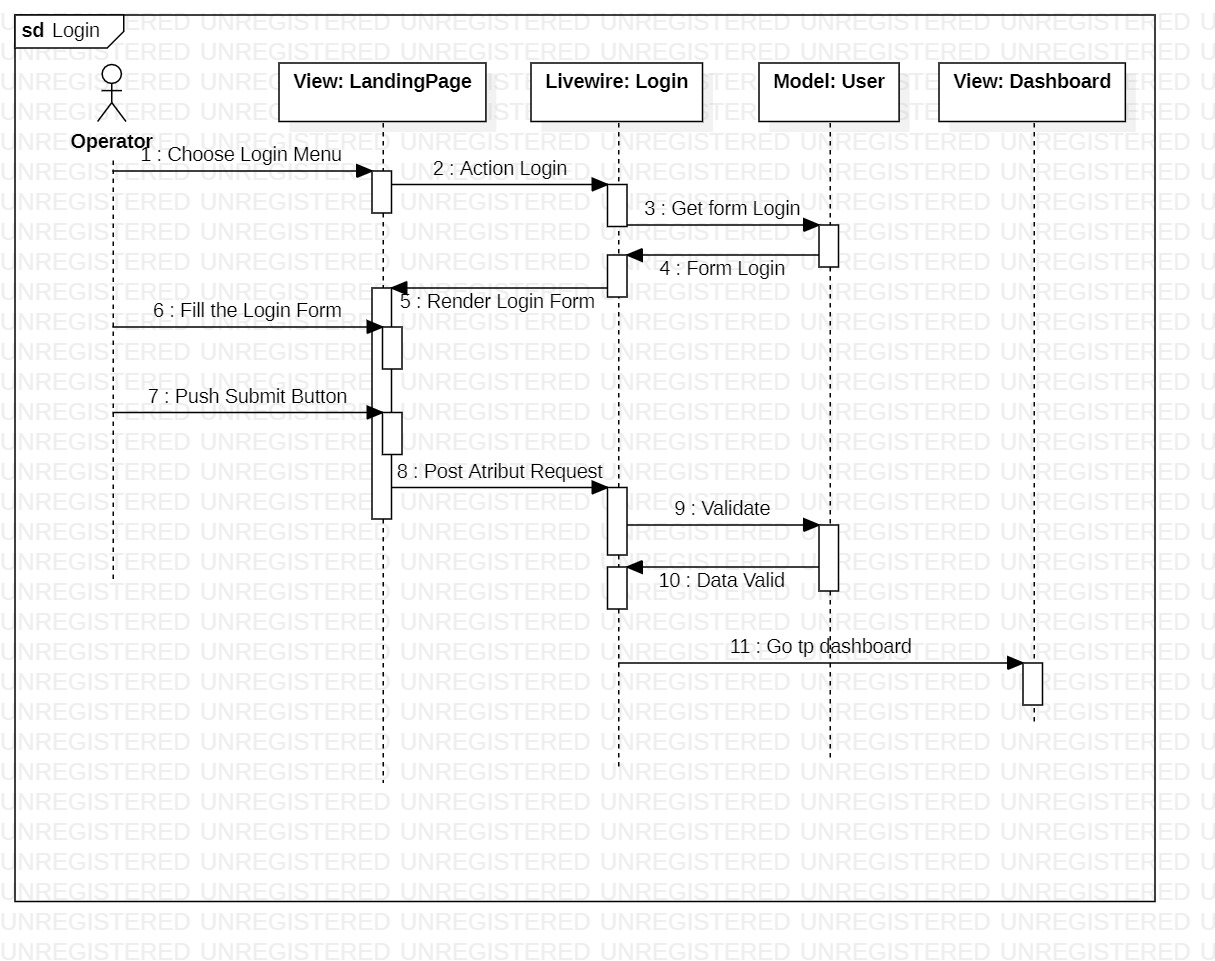 sd Login
View: LandingPage
Livewire: Login
Model: User
View: Dashboard
Operator
1 : Choose Login Menu
2 : Action Login
3 : Get form Login
4 : Form Login
5 : Render Login Form
6 : Fill the Login Form
7 : Push Submit Button
8 : Post Atribut Request
9 : Validate
10 : Data Valid
11 : Go tp dashboard
UNREGISTERED